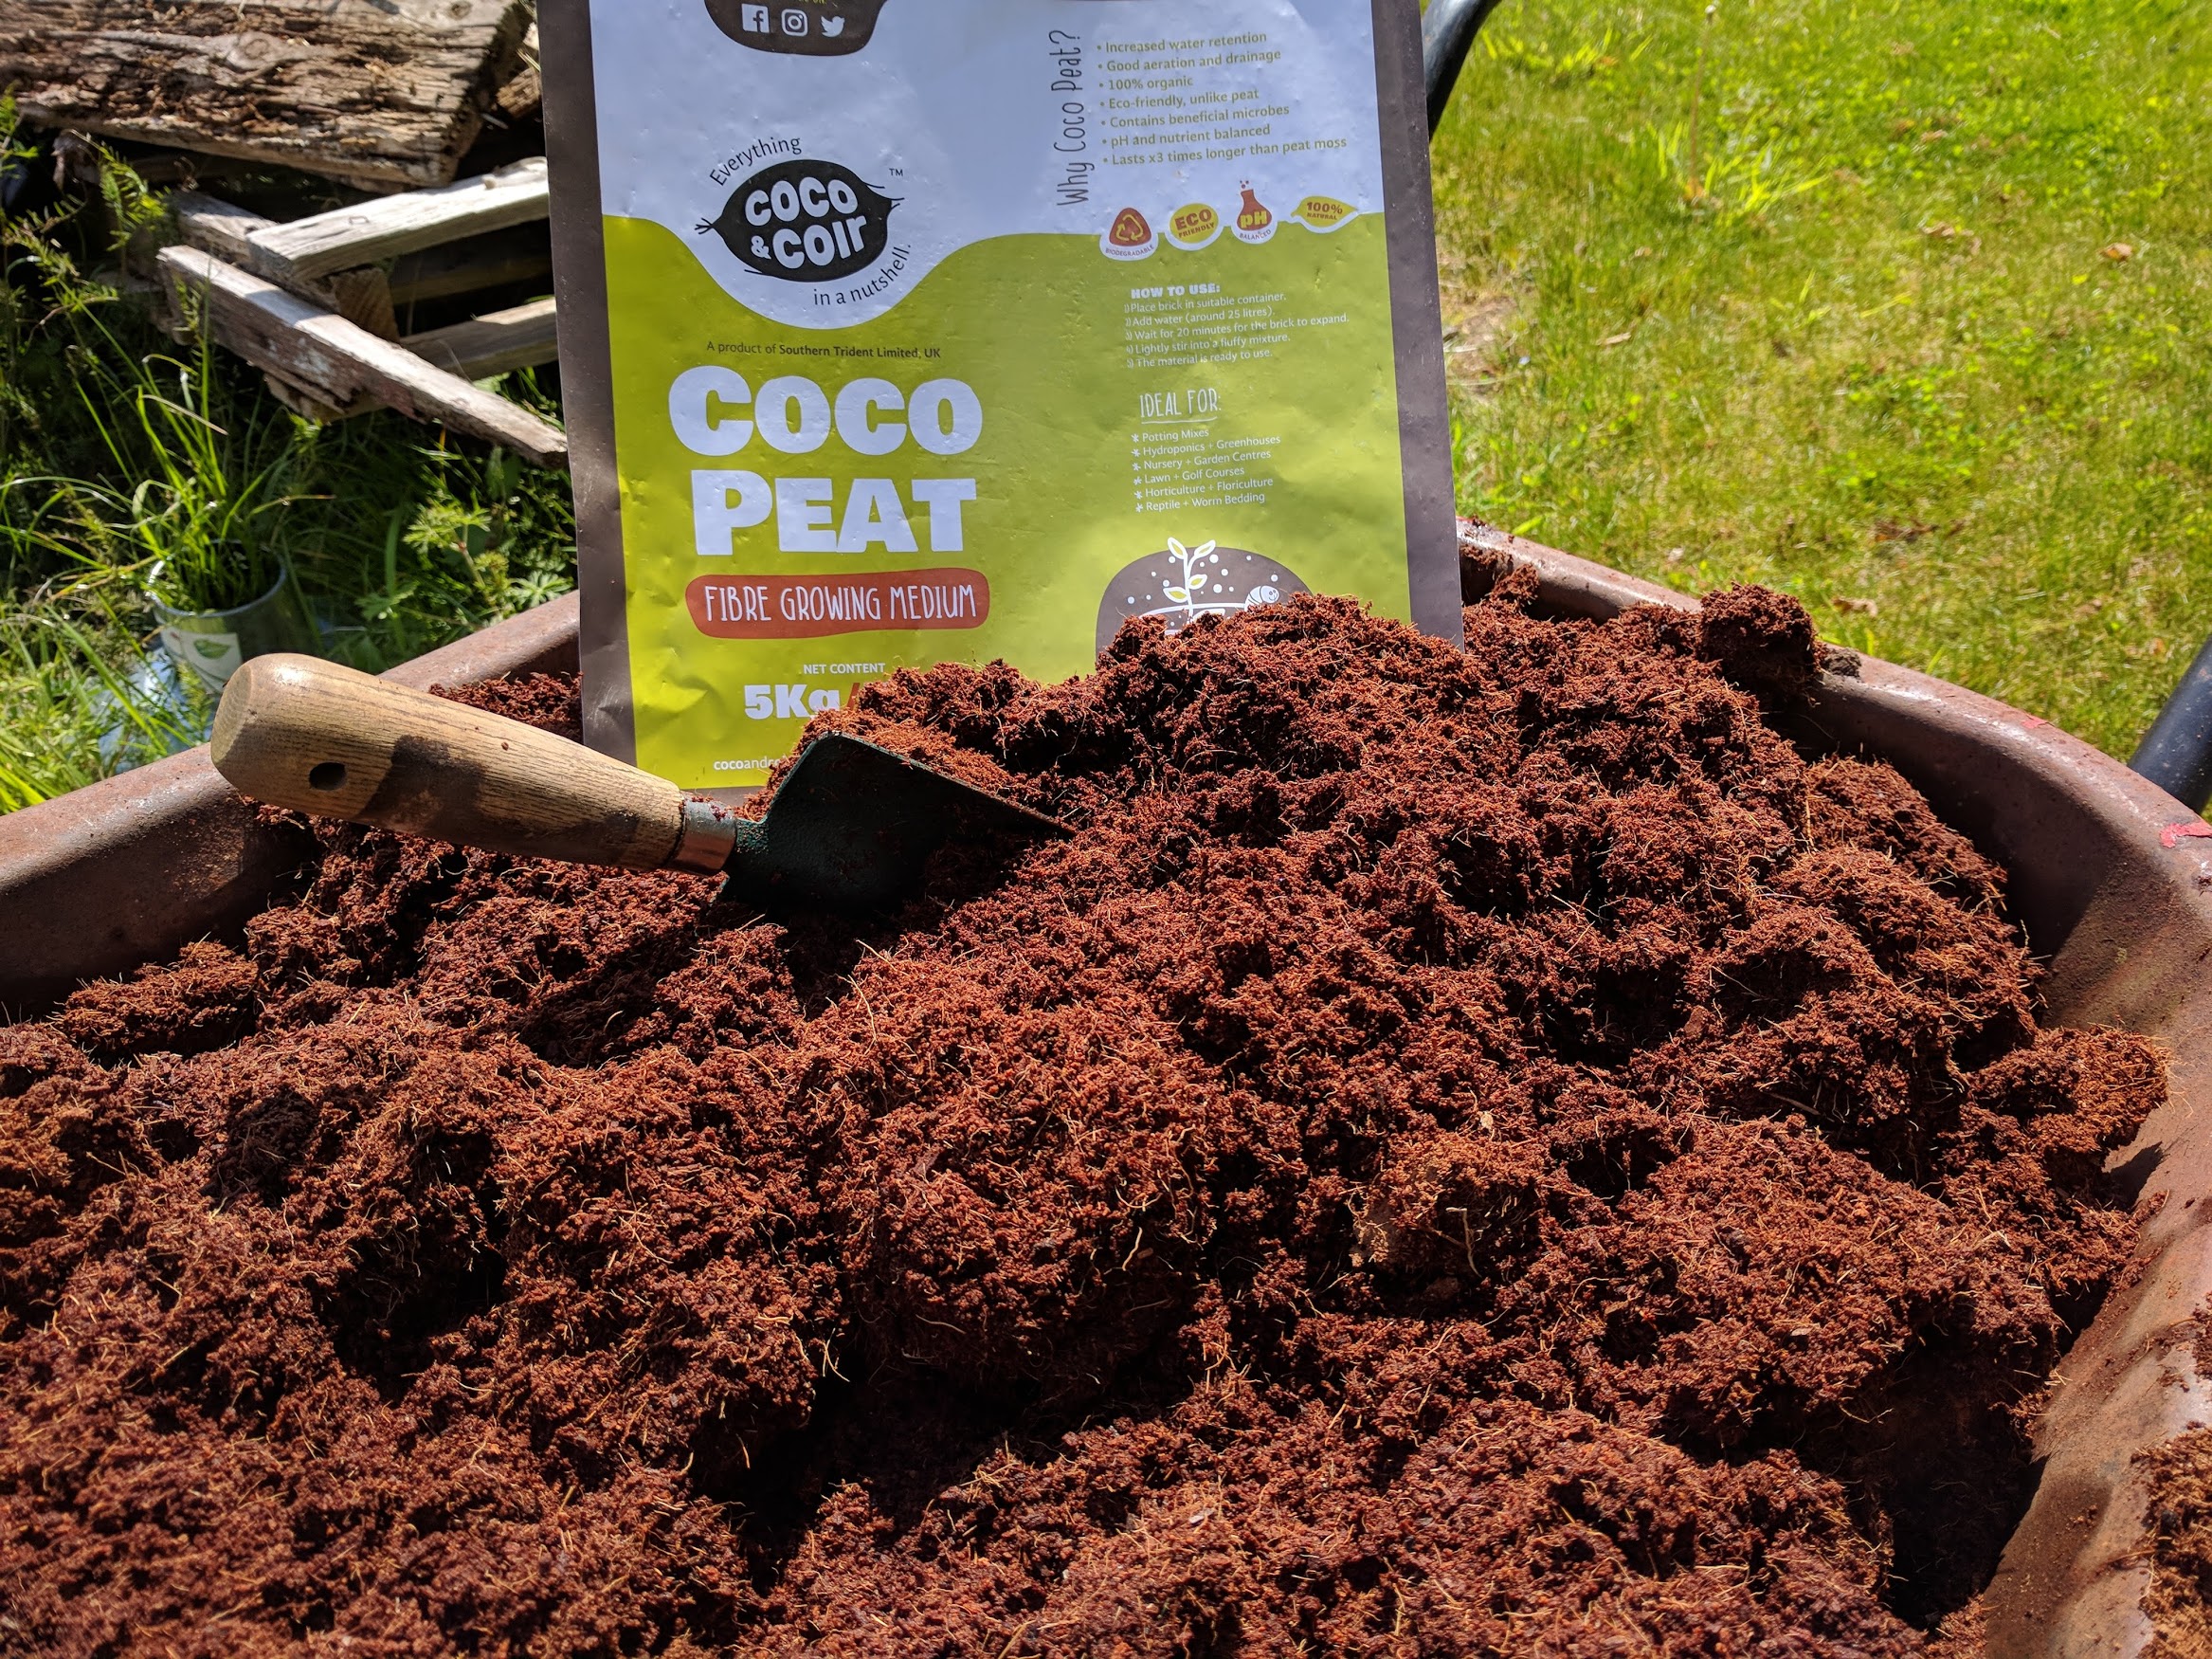 Everything
COCO
& COIR
™
in a nutshell.
A product of Southern Trident Limited, UK
COCO
PEAT
FIBRE GROWING MEDIUM
NET CONTENT
5Kg/
Why Coco Peat?
• Increased water retention
• Good aeration and drainage
• 100% organic
• Eco-friendly, unlike peat
• Contains beneficial microbes
• pH and nutrient balanced
• Lasts x3 times longer than peat moss
BIODEGRADABLE
ECO
FRIENDLY
pH
BALANCED
100%
NATURAL
HOW TO USE:
1) Place brick in suitable container.
2) Add water (around 25 litres).
3) Wait for 20 minutes for the brick to expand.
4) Lightly stir into a fluffy mixture.
5) The material is ready to use.
IDEAL FOR:
Potting Mixes
Hydroponics + Greenhouses
Nursery + Garden Centres
Lawn + Golf Courses
Horticulture + Floriculture
Reptile + Worm Bedding